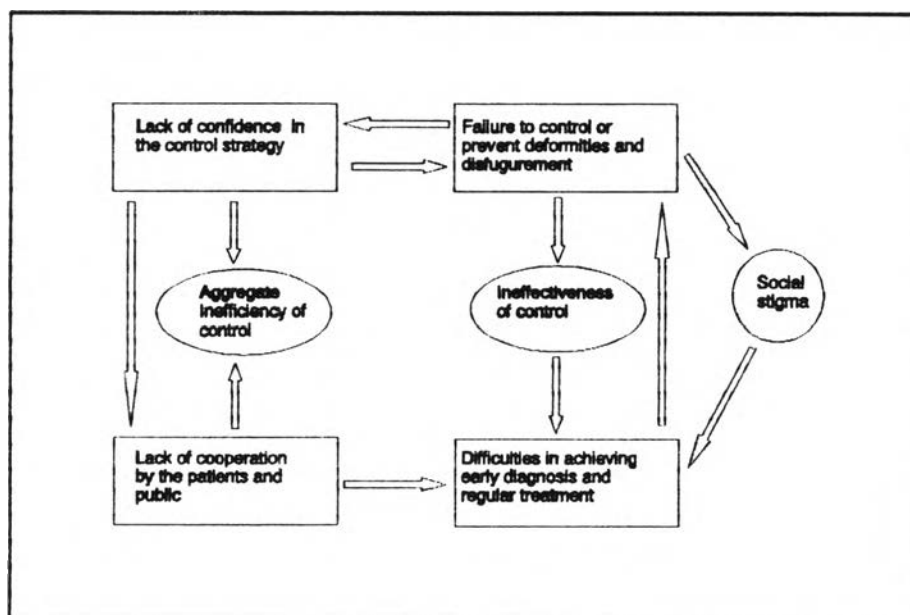 Lack of confidence in
the control strategy
Failure to control or
prevent deformities and
disfugurement
Aggregate
inefficiency of
control
Ineffectiveness
of control
Social
stigma
Lack of cooperation
by the patients and
public
Difficulties in achieving
early diagnosis and
regular treatment